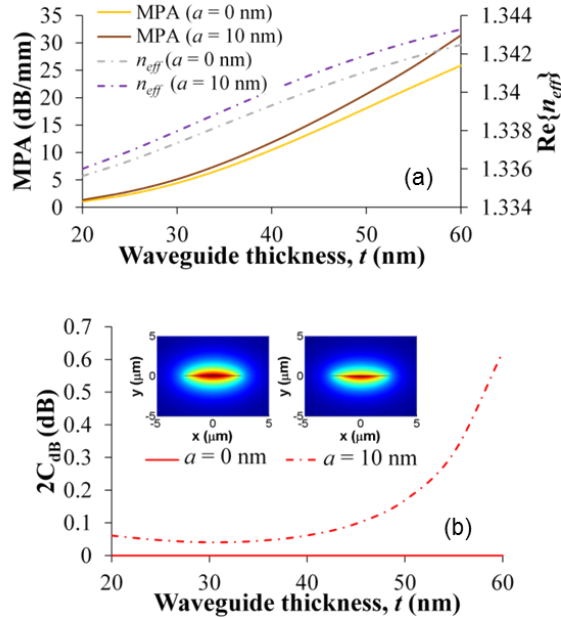 35
30
25
20
15
10
5
0
MPA (dB/mm)
MPA (a = 0 nm)
MPA (a = 10 nm)
n_eff (a = 0 nm)
n_eff (a = 10 nm)
1.344
1.342
1.34
1.338
1.336
1.334
Re{n_eff}
(a)
20 30 40 50 60
Waveguide thickness, t (nm)
0.7
0.6
0.5
0.4
0.3
0.2
0.1
0
2C_dB (dB)
5
0
-5
y (μm)
-5 0 5
x (μm)
5
0
-5
y (μm)
-5 0 5
x (μm)
a = 0 nm
a = 10 nm
(b)
20 30 40 50 60
Waveguide thickness, t (nm)